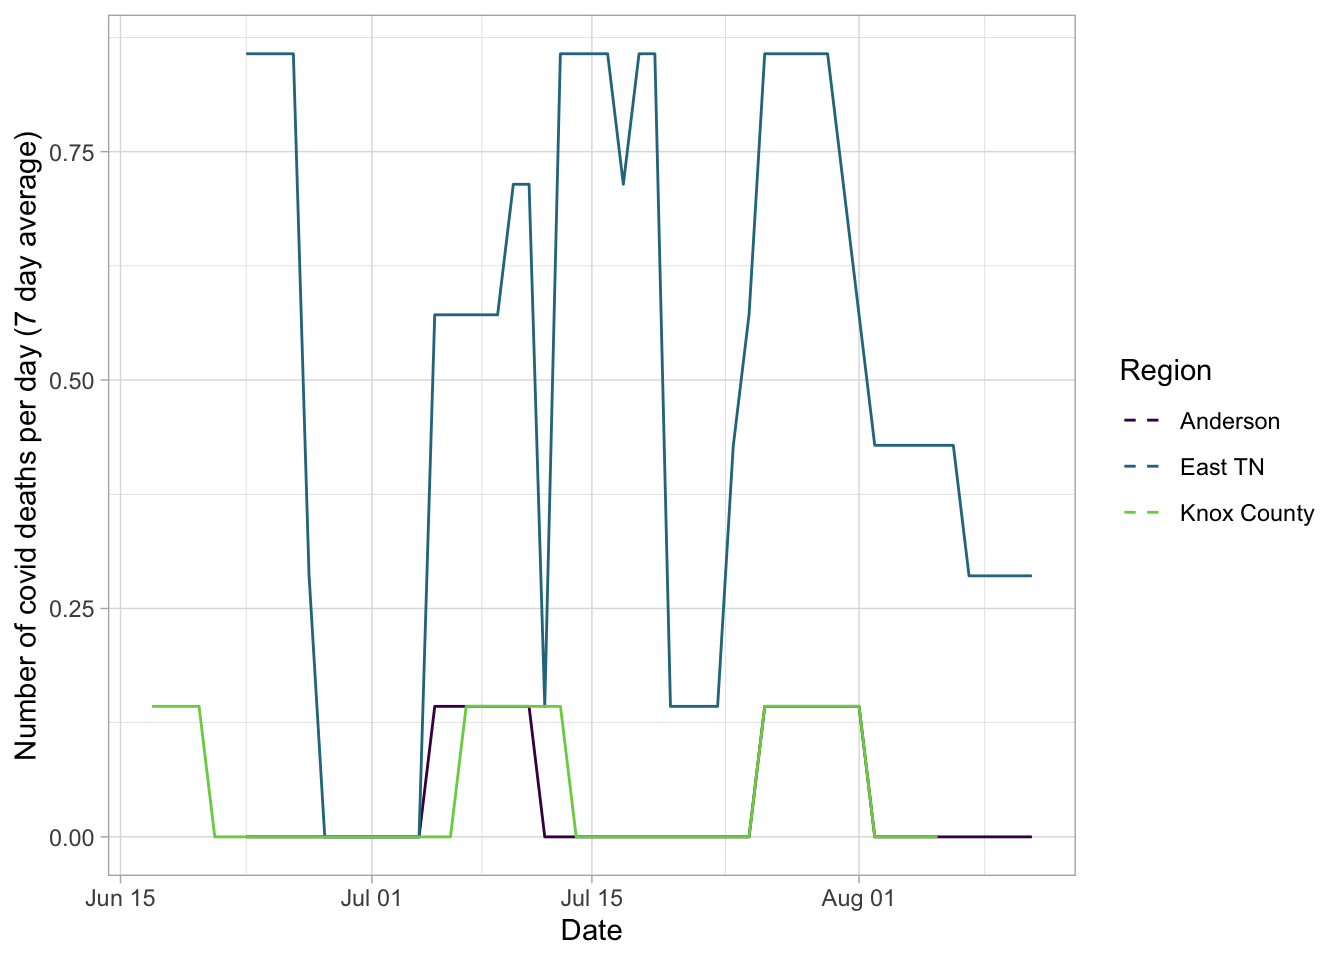 Number of covid deaths per day (7 day average)
0.75
0.50
0.25
0.00
Jun 15
Jul 01
Jul 15
Aug 01
Date
Region
Anderson
East TN
Knox County